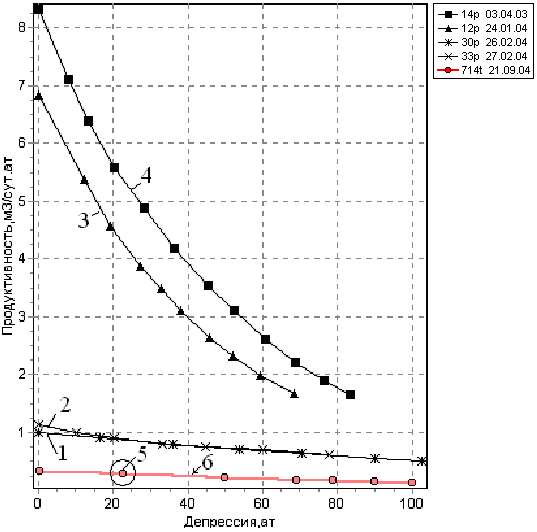 14р 03.04.03
12р 24.01.04
30р 26.02.04
33р 27.02.04
714t 21.09.04
Продуктивность,м3/сут.ат
8
7
6
5
4
3
2
1
4
3
2
1
5
6
0
20
40
60
80
100
Депрессия,ат